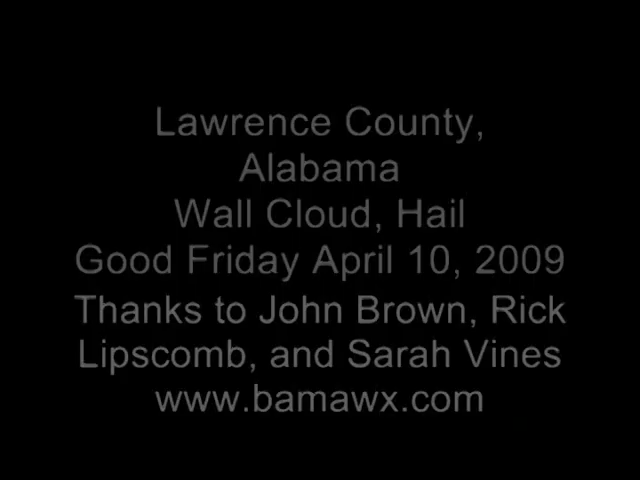 Lawrence County,
Alabama
Wall Cloud, Hail
Good Friday April 10, 2009
Thanks to John Brown, Rick
Lipscomb, and Sarah Vines
www.bamawx.com